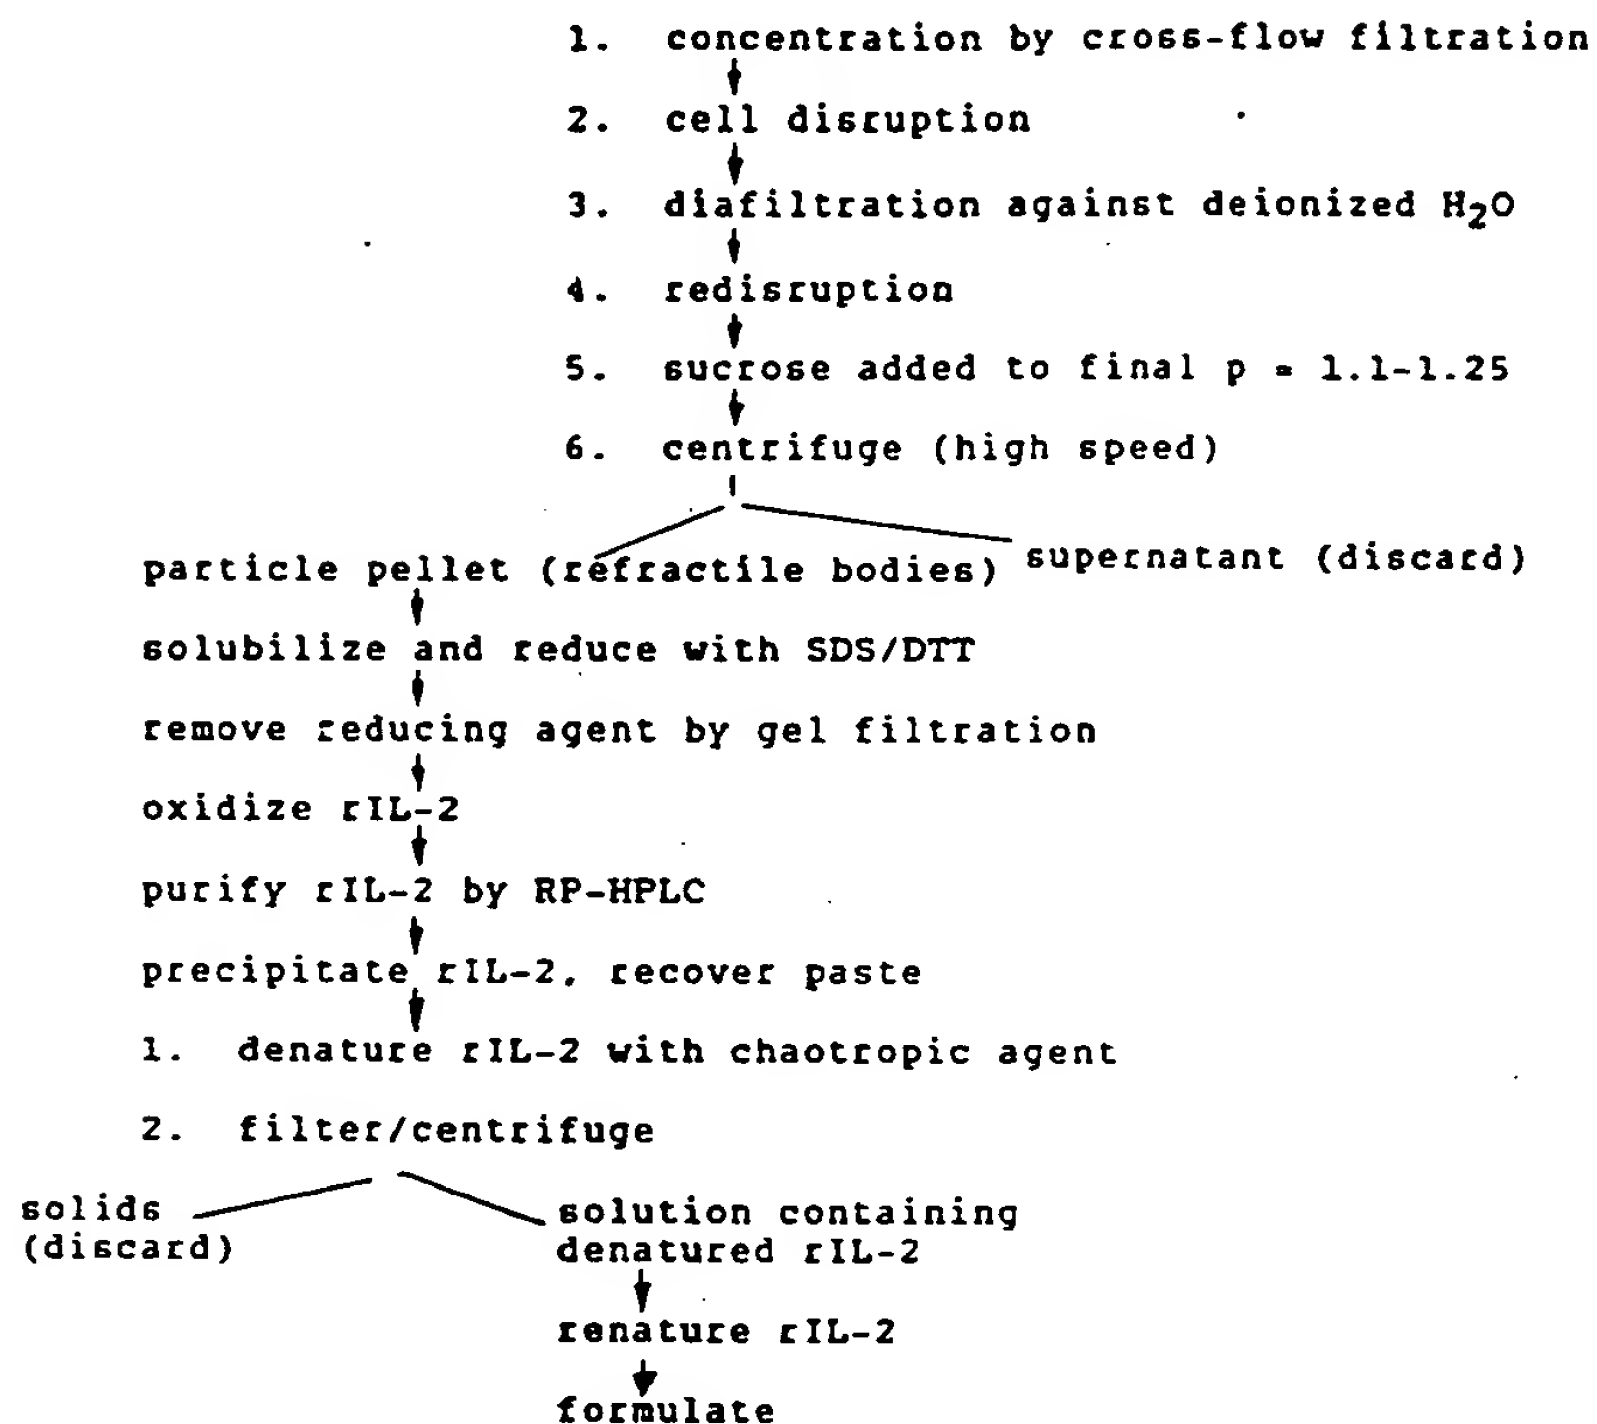 1. concentration by cross-flow filtration
2. cell disruption
3. diafiltration against deionized H₂O
4. redisruption
5. sucrose added to final p = 1.1-1.25
6. centrifuge (high speed)
particle pellet (refractile bodies) supernatant (discard)
solubilize and reduce with SDS/DTT
remove reducing agent by gel filtration
oxidize rIL-2
purify rIL-2 by RP-HPLC
precipitate rIL-2, recover paste
1. denature rIL-2 with chaotropic agent
2. filter/centrifuge
solids
(discard)
solution containing
denatured rIL-2
renature rIL-2
formulate